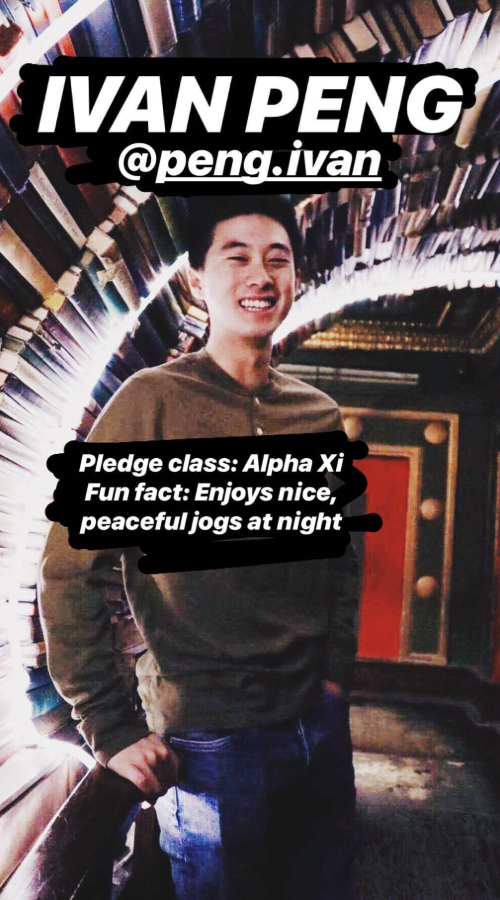 IVAN PENG
@peng.ivan
Pledge class: Alpha Xi
Fun fact: Enjoys nice,
peaceful jogs at night